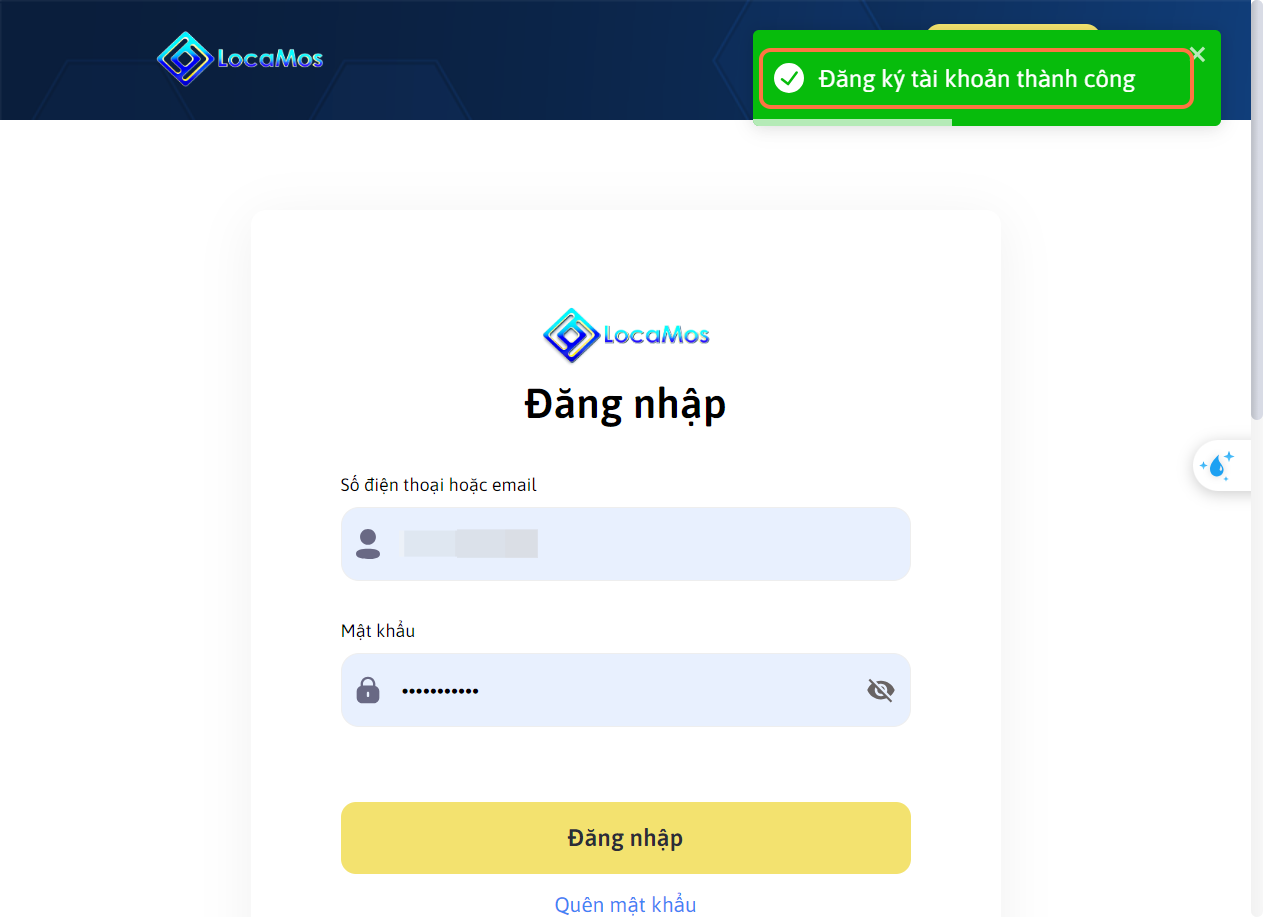 LocaMos
Đăng ký tài khoản thành công
LocaMos
Đăng nhập
Số điện thoại hoặc email
Mật khẩu
Đăng nhập
Quên mật khẩu